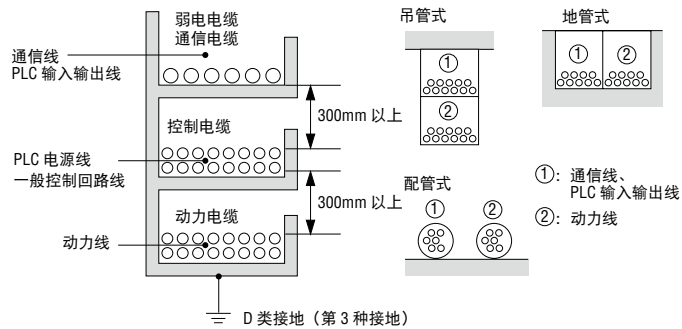 弱电电缆
通信电缆
通信线
PLC 输入输出线
300mm 以上
控制电缆
PLC 电源线
一般控制回路线
300mm 以上
动力电缆
动力线
D 类接地（第 3 种接地）
吊管式
①
②
地管式
① ②
配管式
① ②
①：通信线、
PLC 输入输出线
②：动力线